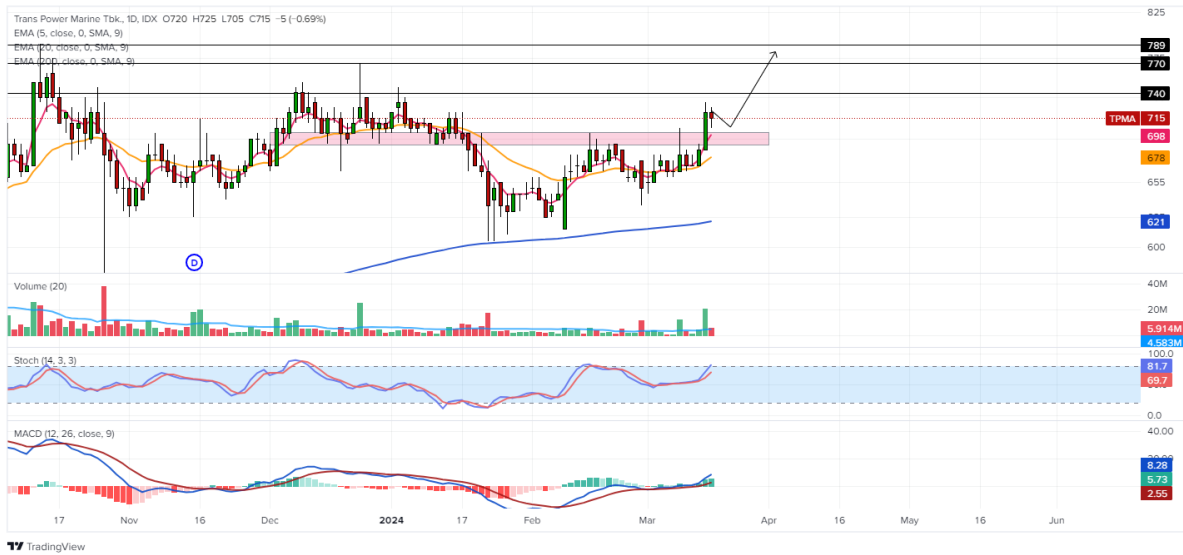 Trans Power Marine Tbk., 1D, IDX O720 H725 L705 C715 −5 (−0.69%)
EMA (5, close, 0, SMA, 9)
EMA (20, close, 0, SMA, 9)
EMA (200, close, 0, SMA, 9)
825
789
770
740
TPMA 715
698
678
655
621
600
D
Volume (20)
40M
20M
5.914M
4.583M
Stoch (14, 3, 3)
100.0
81.7
69.7
0.0
MACD (12, 26, close, 9)
40.00
8.28
5.73
2.55
17 Nov 16 Dec 2024 17 Feb Mar Apr 16 May 16 Jun
TradingView